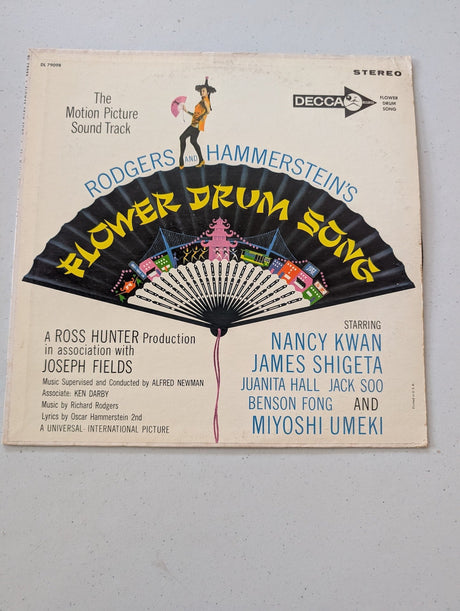 DL 79098
STEREO
The
Motion Picture
Sound Track
DECCA
FLOWER
DRUM
SONG
RODGERS AND HAMMERSTEIN'S
FLOWER DRUM SONG
A ROSS HUNTER Production
in association with
JOSEPH FIELDS
Music Supervised and Conducted by ALFRED NEWMAN
Associate: KEN DARBY
Music by Richard Rodgers
Lyrics by Oscar Hammerstein 2nd
A UNIVERSAL-INTERNATIONAL PICTURE
STARRING
NANCY KWAN
JAMES SHIGETA
JUANITA HALL JACK SOO
BENSON FONG AND
MIYOSHI UMEKI